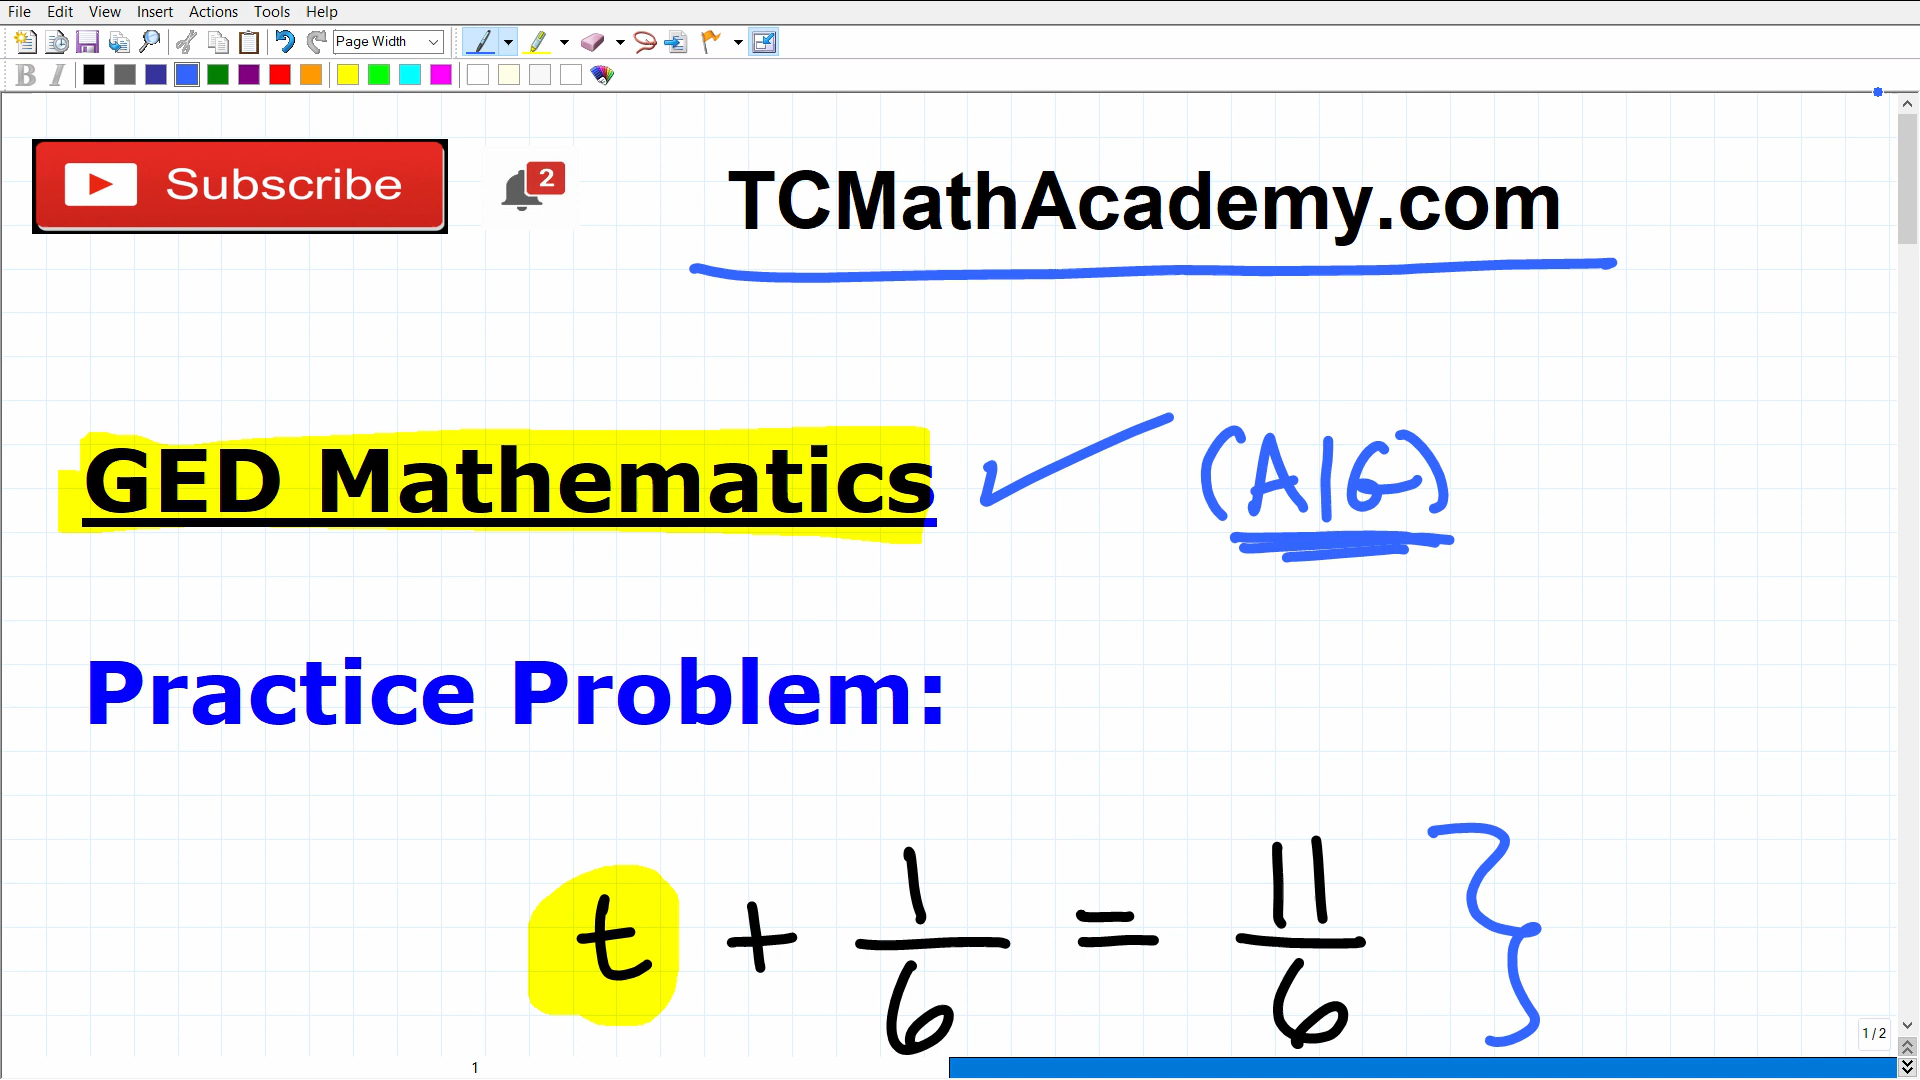 File Edit View Insert Actions Tools Help
Page Width
B I
Subscribe
2
TCMathAcademy.com
GED Mathematics
(A/G)
Practice Problem:
t + 1/6 = 11/6
1 / 2
1